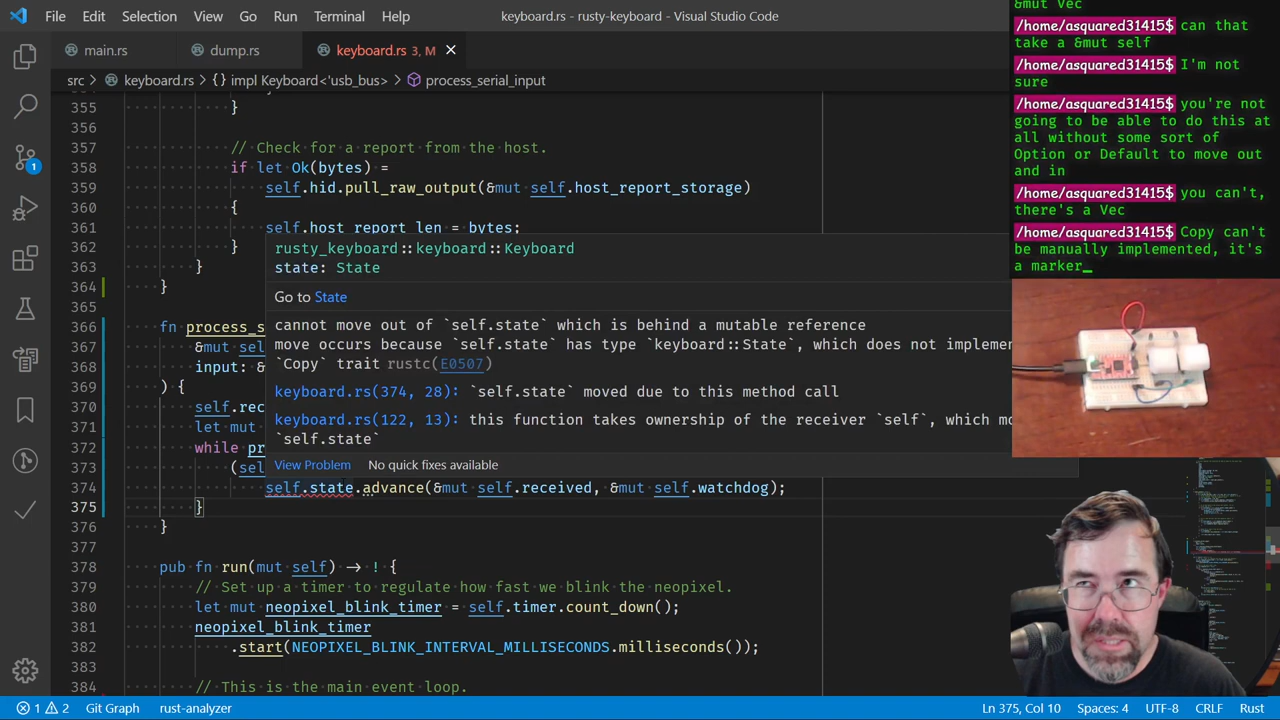 File Edit Selection View Go Run Terminal Help
keyboard.rs - rusty-keyboard - Visual Studio Code
main.rs
dump.rs
keyboard.rs 3, M
src > keyboard.rs > {} impl Keyboard<'usb_bus> > process_serial_input
355 }
356
357 // Check for a report from the host.
358 if let Ok(bytes) =
359 self.hid.pull_raw_output(&mut self.host_report_storage)
360 {
361 self.host_report_len = bytes;
362 }
363 }
364 }
365
366 fn process_s
367 &mut sel
368 input: &
369 ) {
370 self.rec
371 let mut
372 while pr
373 (sel
374 self.state.advance(&mut self.received, &mut self.watchdog);
375 }
376 }
377
378 pub fn run(mut self) -> ! {
379 // Set up a timer to regulate how fast we blink the neopixel.
380 let mut neopixel_blink_timer = self.timer.count_down();
381 neopixel_blink_timer
382 .start(NEOPIXEL_BLINK_INTERVAL_MILLISECONDS.milliseconds());
383
384 // This is the main event loop.
rusty_keyboard::keyboard::Keyboard
state: State
Go to State
cannot move out of `self.state` which is behind a mutable reference
move occurs because `self.state` has type `keyboard::State`, which does not impleme
`Copy` trait rustc(E0507)
keyboard.rs(374, 28): `self.state` moved due to this method call
keyboard.rs(122, 13): this function takes ownership of the receiver `self`, which mo
`self.state`
View Problem No quick fixes available
1
1 2 Git Graph rust-analyzer
Ln 375, Col 10 Spaces: 4 UTF-8 CRLF Rust
&mut Vec
/home/asquared31415$ can that
take a &mut self
/home/asquared31415$ I'm not
sure
/home/asquared31415$ you're not
going to be able to do this at
all without some sort of
Option or Default to move out
and in
/home/asquared31415$ you can't,
there's a Vec
/home/asquared31415$ Copy can't
be manually implemented, it's
a marker_